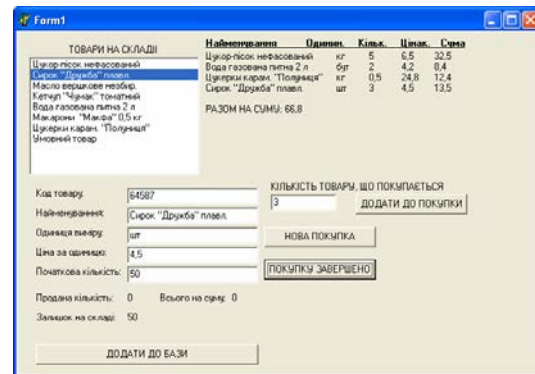 Form1
ТОВАРИ НА СКЛАДІ
Цукор-пісок нефасований
Сирок "Дружба" плавл.
Масло вершкове незбир.
Кетчуп "Чумак" томатний
Вода газована питна 2 л
Макарони "Макфа" 0,5 кг
Цукерки карам. "Полуниця"
Умовний товар
Найменування Одинин. Кільк. Цінак. Сума
Цукор-пісок нефасований кг 5 6,5 32,5
Вода газована питна 2 л бут 2 4,2 8,4
Цукерки карам. "Полуниця" кг 0,5 24,8 12,4
Сирок "Дружба" плавл. шт 3 4,5 13,5
РАЗОМ НА СУМУ: 66,8
Код товару: 64587
Найменування: Сирок "Дружба" плавл.
Одиниця виміру: шт
Ціна за одиницю: 4,5
Початкова кількість: 50
КІЛЬКІСТЬ ТОВАРУ, ЩО ПОКУПАЄТЬСЯ
3 ДОДАТИ ДО ПОКУПКИ
НОВА ПОКУПКА
ПОКУПКУ ЗАВЕРШЕНО
Продана кількість: 0 Всього на суму: 0
Залишок на складі: 50
ДОДАТИ ДО БАЗИ